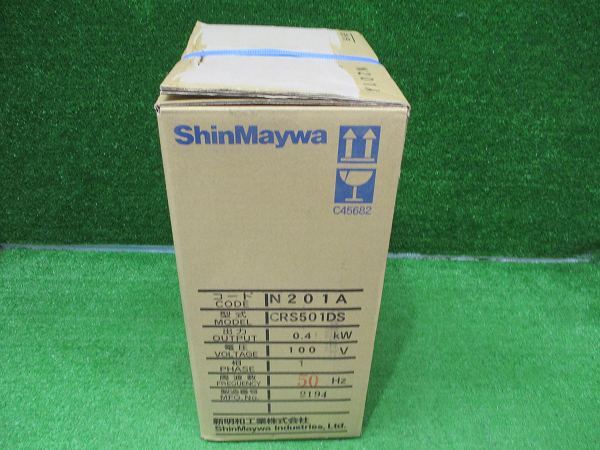 ShinMaywa
C45682
コード
CODE N201A
型式
MODEL CRS501DS
出力
OUTPUT 0.4 kW
電圧
VOLTAGE 100 V
相
PHASE 1
周波数
FREQUENCY 50 Hz
製造番号
MFG.No. 2194
新明和工業株式会社
ShinMaywa Industries, Ltd.